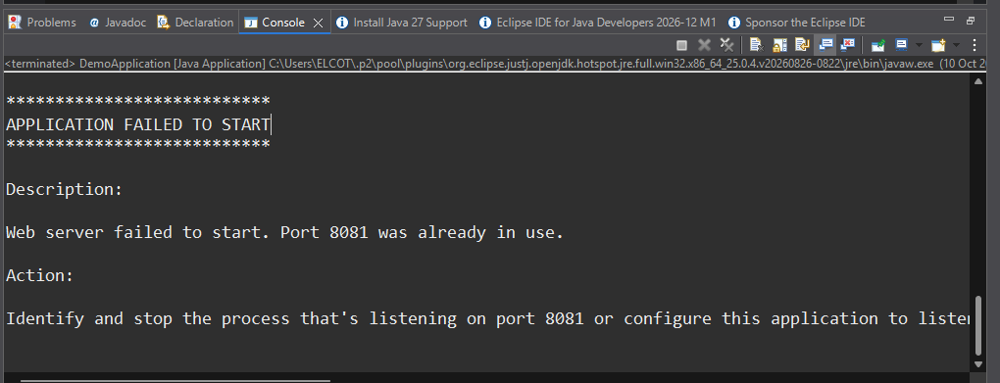 Problems @ Javadoc Declaration Console Install Java 27 Support Eclipse IDE for Java Developers 2026-12 M1 Sponsor the Eclipse IDE
<terminated> DemoApplication [Java Application] C:\Users\ELCOT\.p2\pool\plugins\org.eclipse.justj.openjdk.hotspot.jre.full.win32.x86_64_25.0.4.v20260826-0822\jre\bin\javaw.exe (10 Oct 20
***************************
APPLICATION FAILED TO START
***************************
Description:
Web server failed to start. Port 8081 was already in use.
Action:
Identify and stop the process that's listening on port 8081 or configure this application to listen